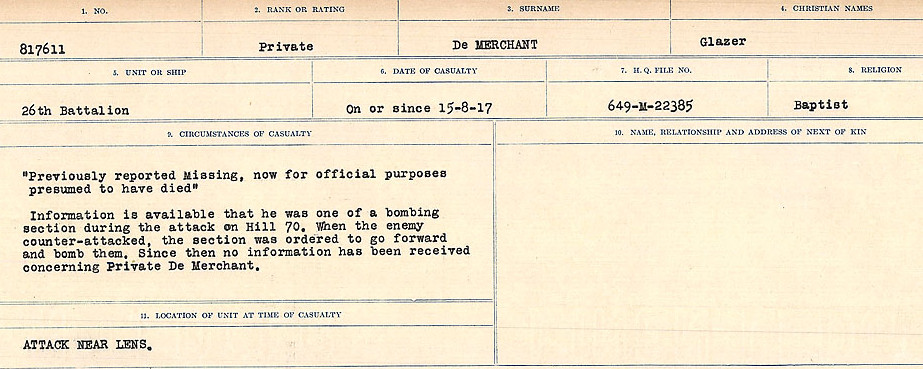 1. NO.
2. RANK OR RATING
3. SURNAME
4. CHRISTIAN NAMES
817611
Private
De MERCHANT
Glazer
5. UNIT OR SHIP
6. DATE OF CASUALTY
7. H. Q. FILE NO.
8. RELIGION
26th Battalion
On or since 15-8-17
649-M-22385
Baptist
9. CIRCUMSTANCES OF CASUALTY
"Previously reported Missing, now for official purposes
presumed to have died"
Information is available that he was one of a bombing
section during the attack on Hill 70. When the enemy
counter-attacked, the section was ordered to go forward
and bomb them. Since then no information has been received
concerning Private De Merchant.
10. NAME, RELATIONSHIP AND ADDRESS OF NEXT OF KIN
11. LOCATION OF UNIT AT TIME OF CASUALTY
ATTACK NEAR LENS.